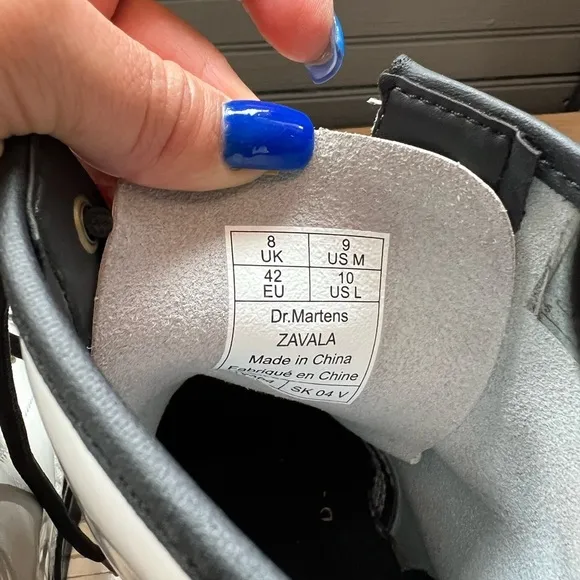 8 9
UK US M
42 10
EU US L
Dr.Martens
ZAVALA
Made in China
Fabriqué en Chine
SK 04 V